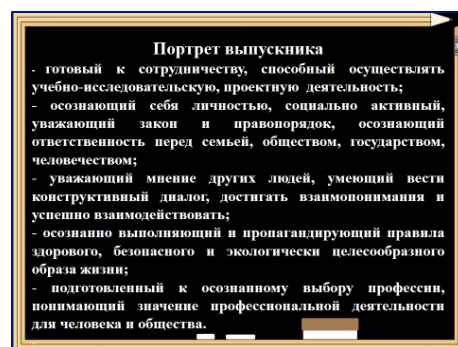 Портрет выпускника
- готовый к сотрудничеству, способный осуществлять
учебно-исследовательскую, проектную деятельность;
- осознающий себя личностью, социально активный,
уважающий закон и правопорядок, осознающий
ответственность перед семьей, обществом, государством,
человечеством;
- уважающий мнение других людей, умеющий вести
конструктивный диалог, достигать взаимопонимания и
успешно взаимодействовать;
- осознанно выполняющий и пропагандирующий правила
здорового, безопасного и экологически целесообразного
образа жизни;
- подготовленный к осознанному выбору профессии,
понимающий значение профессиональной деятельности
для человека и общества.